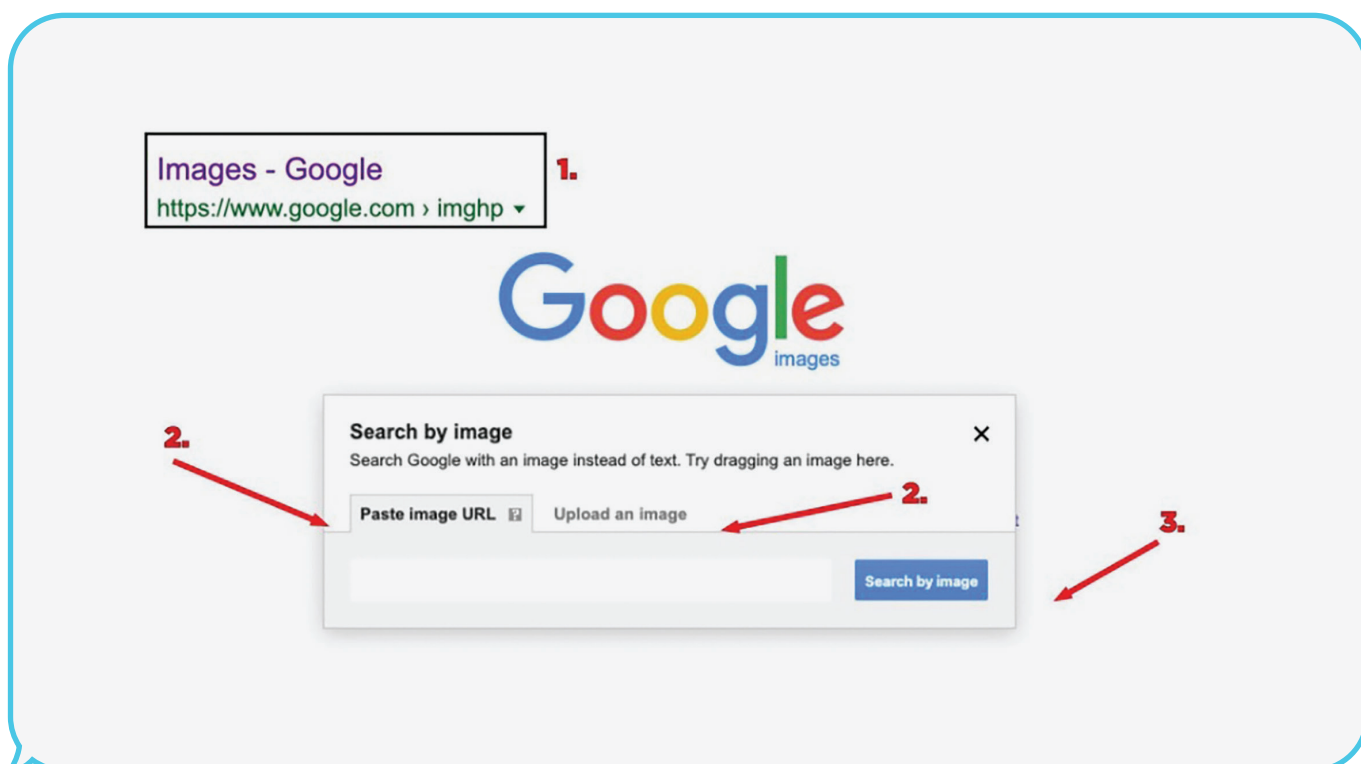 Images - Google
1.
https://www.google.com › imghp
Google
images
2.
Search by image
Search Google with an image instead of text. Try dragging an image here.
2.
Paste image URL
Upload an image
3.
Search by image